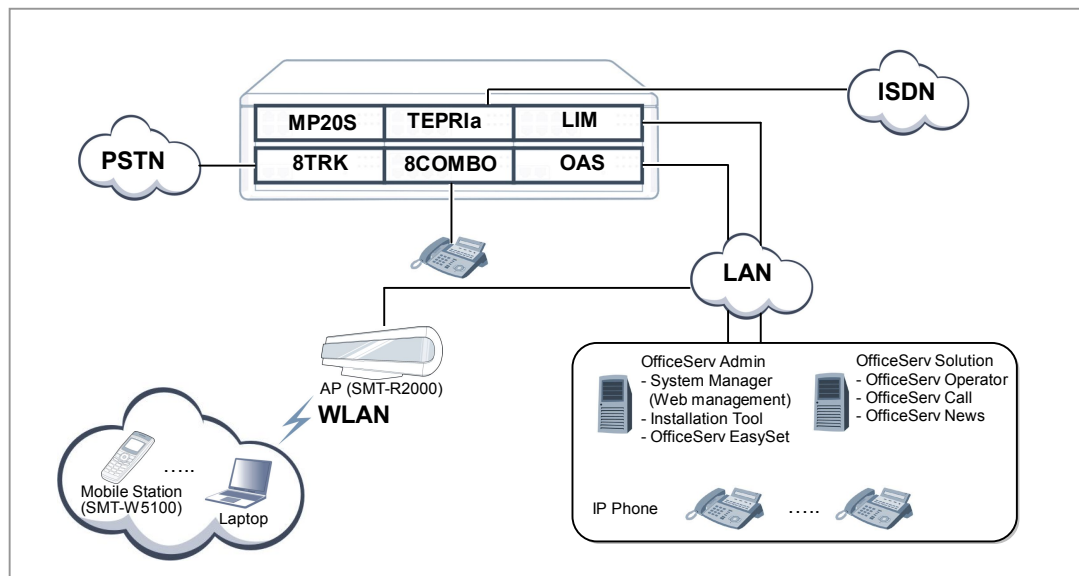 ISDN
MP20S TEPRIa LIM
PSTN
8TRK 8COMBO OAS
LAN
AP (SMT-R2000)
WLAN
OfficeServ Admin
- System Manager
(Web management)
- Installation Tool
- OfficeServ EasySet
OfficeServ Solution
- OfficeServ Operator
- OfficeServ Call
- OfficeServ News
.....
Mobile Station
(SMT-W5100)
Laptop
IP Phone
.....